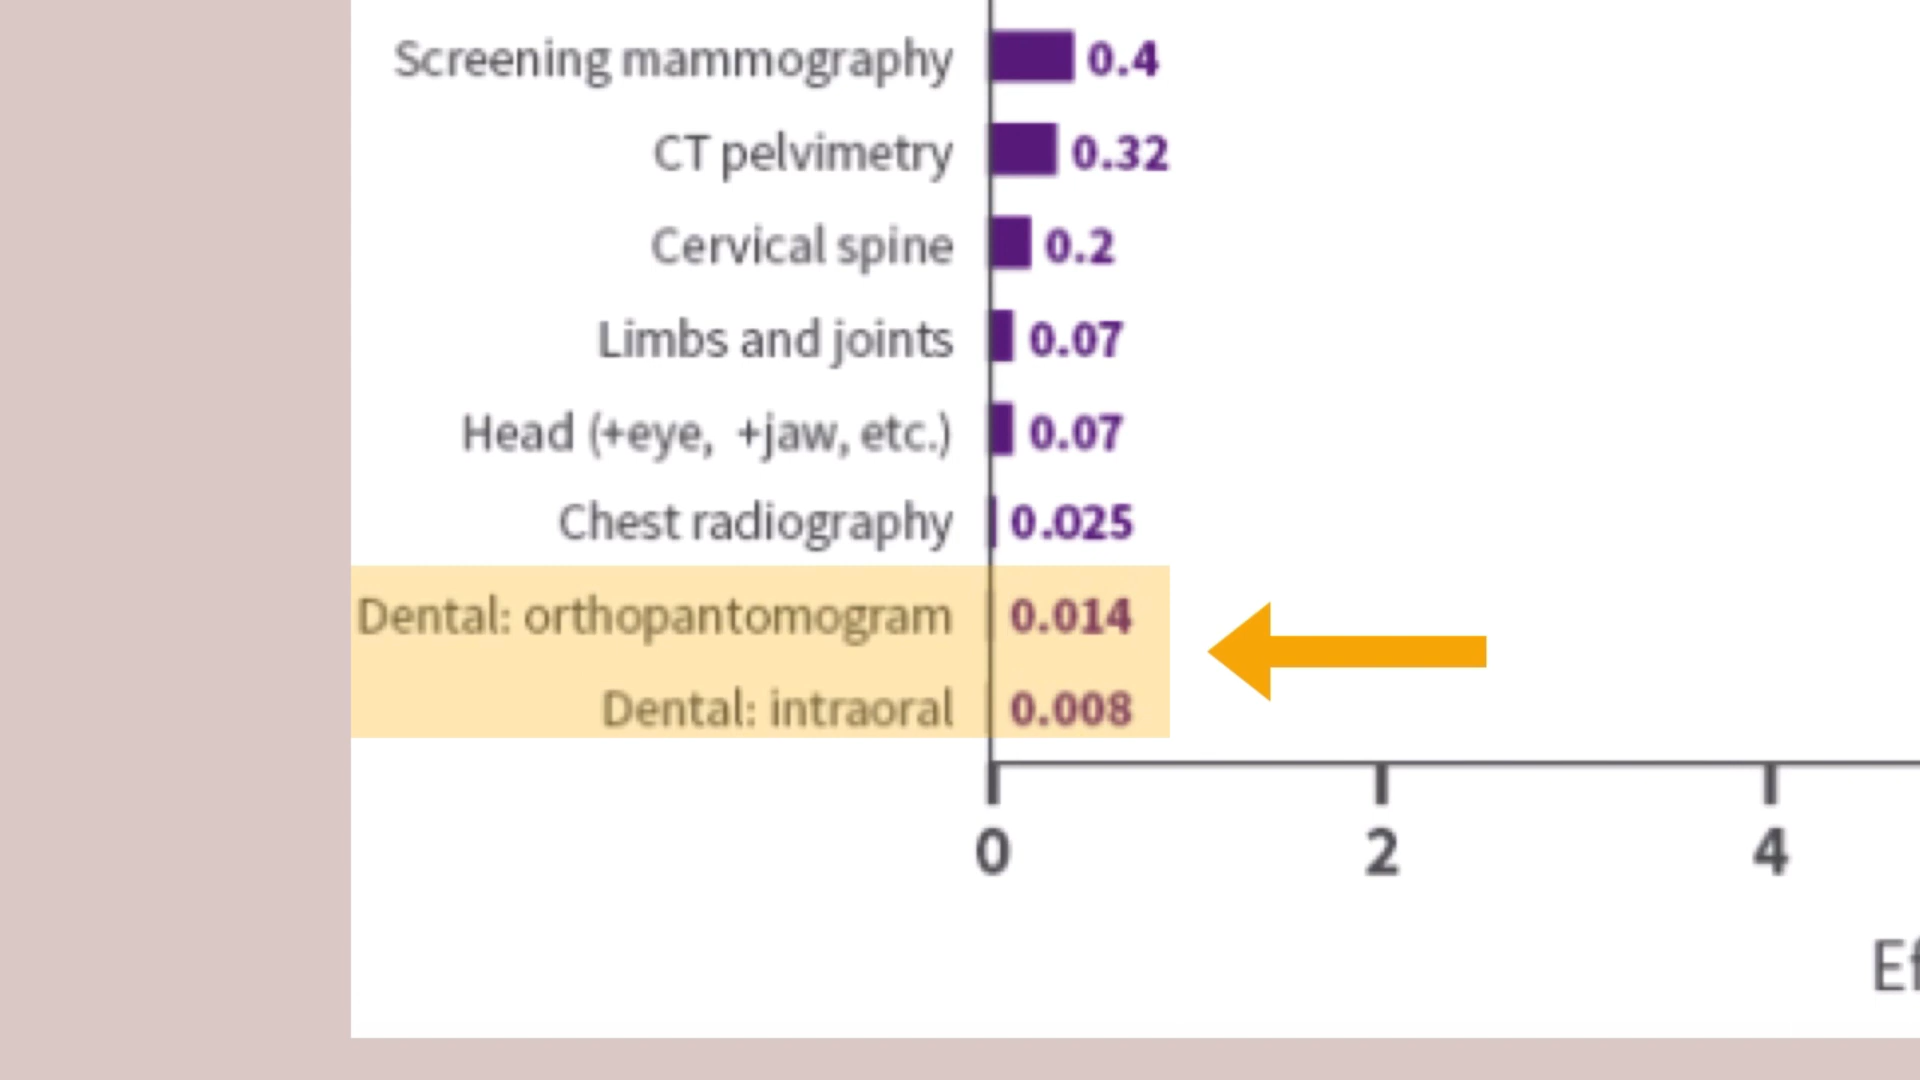 Screening mammography 0.4
CT pelvimetry 0.32
Cervical spine 0.2
Limbs and joints 0.07
Head (+eye, +jaw, etc.) 0.07
Chest radiography 0.025
Dental: orthopantomogram 0.014
Dental: intraoral 0.008
0 2 4